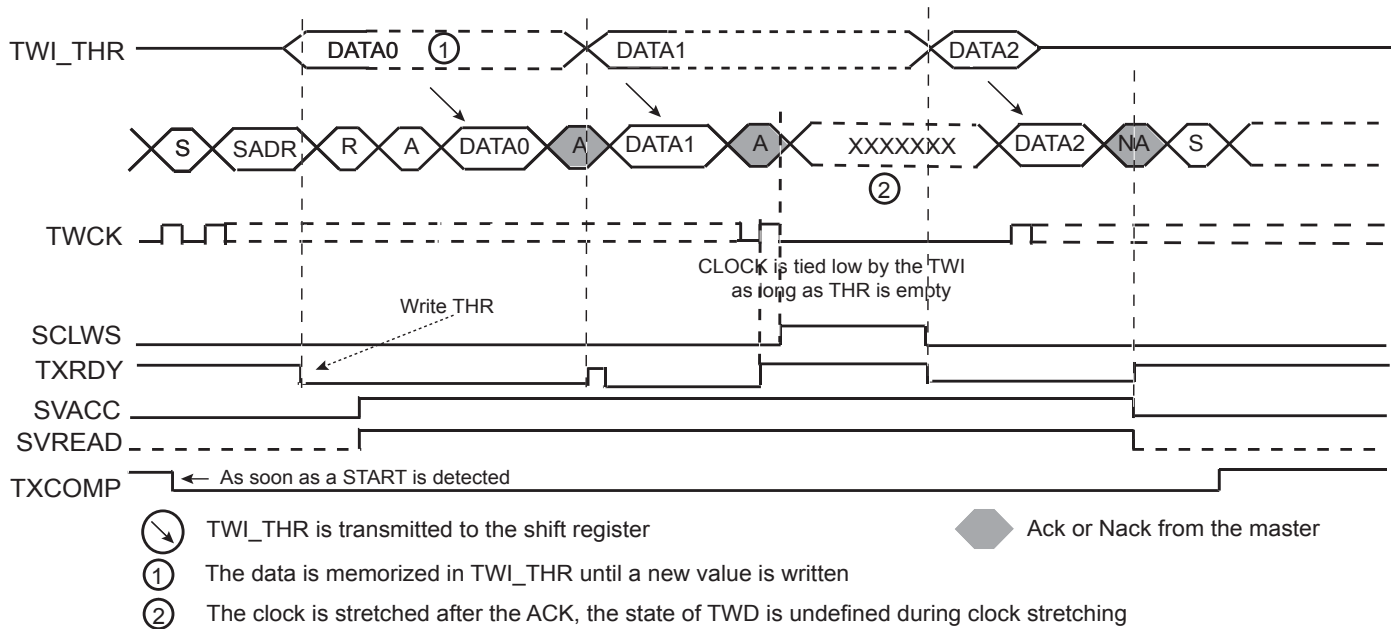 TWI_THR DATA0 1 DATA1 DATA2
S SADR R A DATA0 A DATA1 A XXXXXXX DATA2 NA S
2
TWCK
CLOCK is tied low by the TWI
as long as THR is empty
Write THR
SCLWS
TXRDY
SVACC
SVREAD
TXCOMP As soon as a START is detected
TWI_THR is transmitted to the shift register Ack or Nack from the master
1 The data is memorized in TWI_THR until a new value is written
2 The clock is stretched after the ACK, the state of TWD is undefined during clock stretching